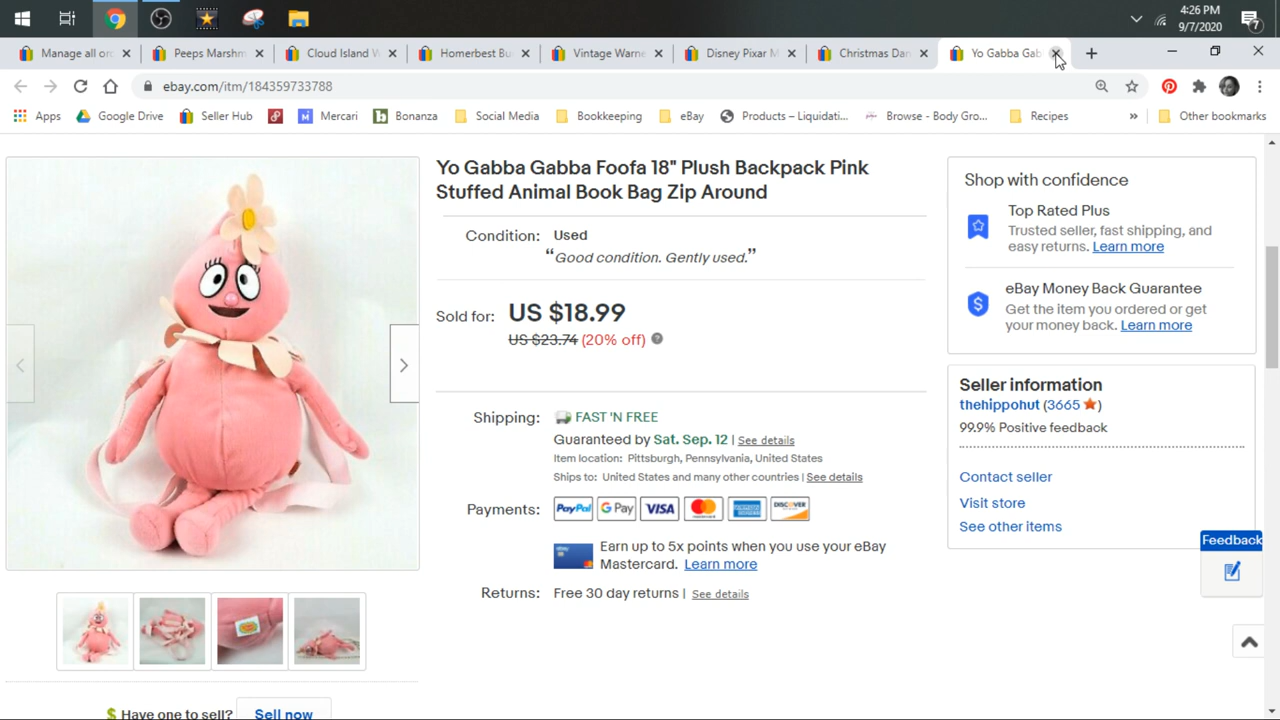 4:26 PM
9/7/2020
7
Manage all or
Peeps Marshm
Cloud Island W
Homerbest Bu
Vintage Warne
Disney Pixar M
Christmas Dan
Yo Gabba Gab
ebay.com/itm/184359733788
Apps
Google Drive
Seller Hub
Mercari
Bonanza
Social Media
Bookkeeping
eBay
Products – Liquidati...
Browse - Body Gro...
Recipes
»
Other bookmarks
Yo Gabba Gabba Foofa 18" Plush Backpack Pink
Stuffed Animal Book Bag Zip Around
Condition: Used
“Good condition. Gently used.”
Sold for: US $18.99
US $23.74 (20% off)
Shipping: FAST 'N FREE
Guaranteed by Sat. Sep. 12 | See details
Item location: Pittsburgh, Pennsylvania, United States
Ships to: United States and many other countries | See details
Payments: PayPal G Pay VISA MasterCard DISCOVER
Earn up to 5x points when you use your eBay
Mastercard. Learn more
Returns: Free 30 day returns | See details
Shop with confidence
Top Rated Plus
Trusted seller, fast shipping, and
easy returns. Learn more
eBay Money Back Guarantee
Get the item you ordered or get
your money back. Learn more
Seller information
thehippohut (3665)
99.9% Positive feedback
Contact seller
Visit store
See other items
Feedback
$ Have one to sell? Sell now